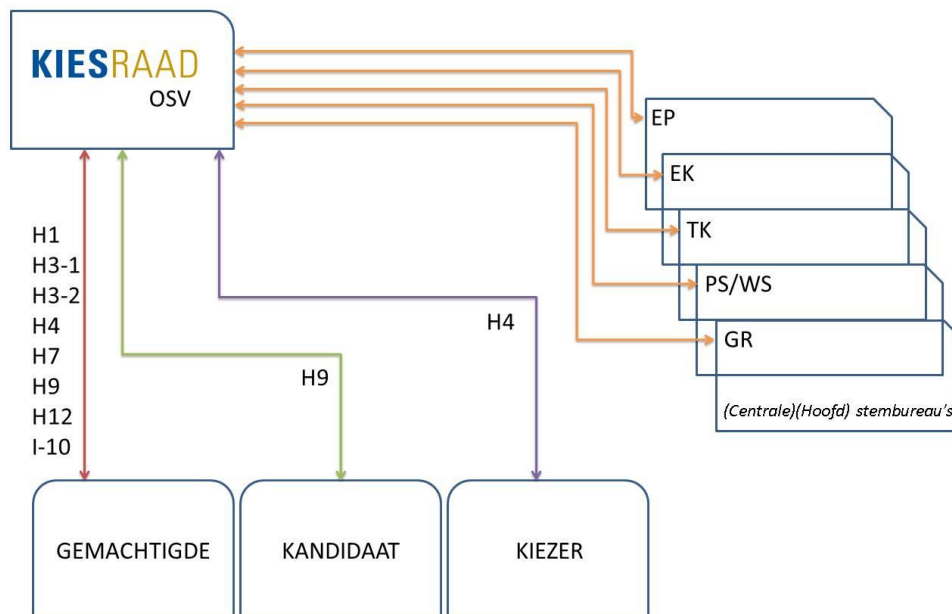 KIESRAAD
OSV
EP
EK
TK
PS/WS
GR
(Centrale)(Hoofd) stembureau's
H1
H3-1
H3-2
H4
H7
H9
H12
I-10
H9
H4
GEMACHTIGDE
KANDIDAAT
KIEZER